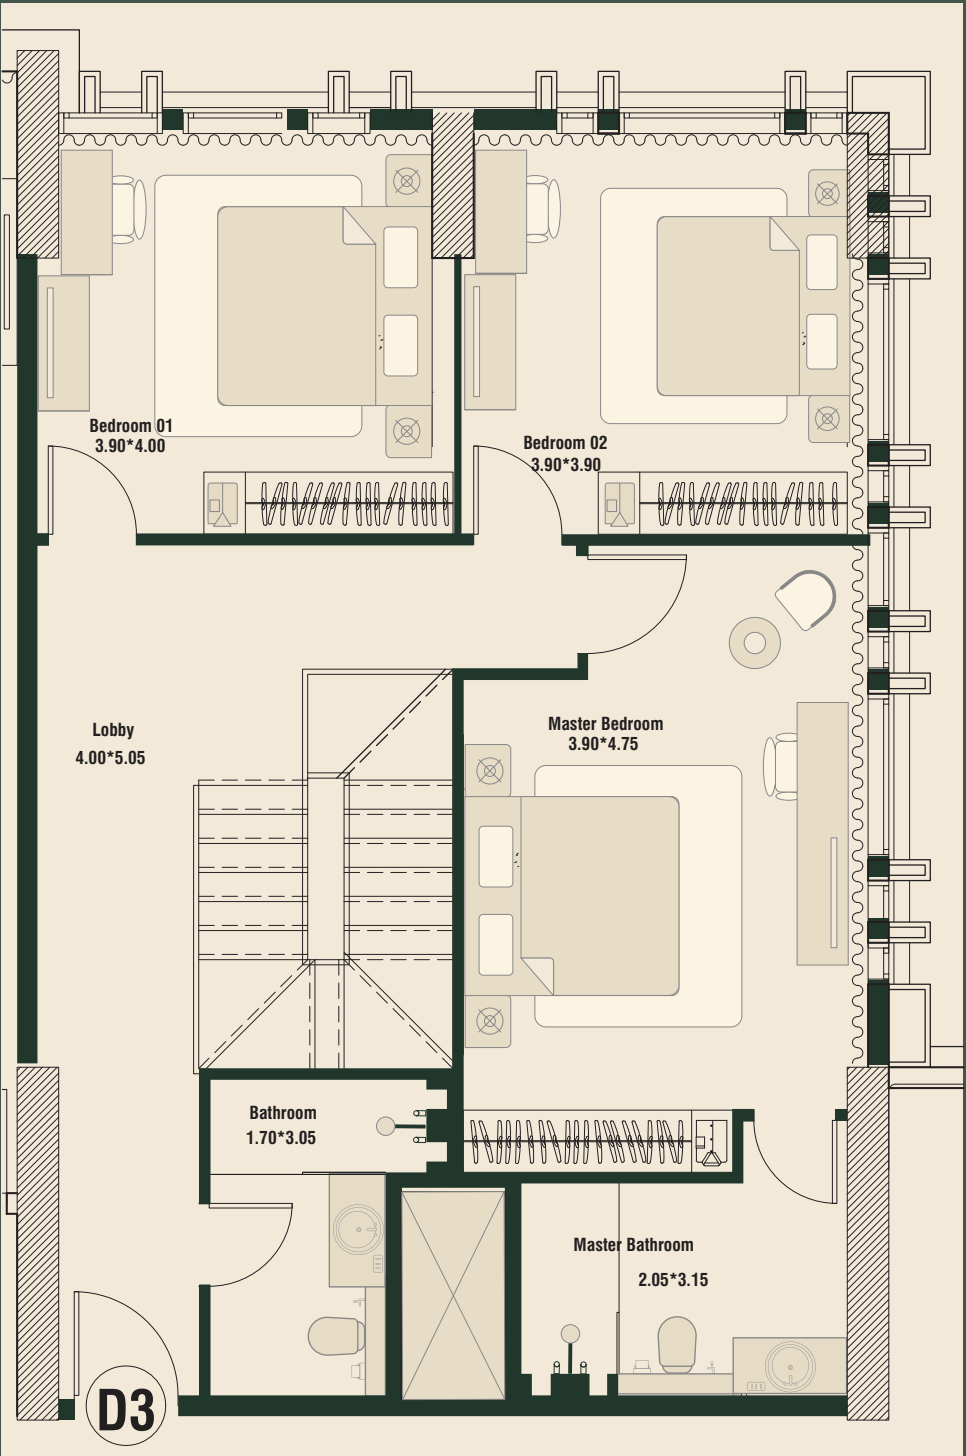 Bedroom 01
3.90*4.00
Bedroom 02
3.90*3.90
Lobby
4.00*5.05
Master Bedroom
3.90*4.75
Bathroom
1.70*3.05
Master Bathroom
2.05*3.15
D3